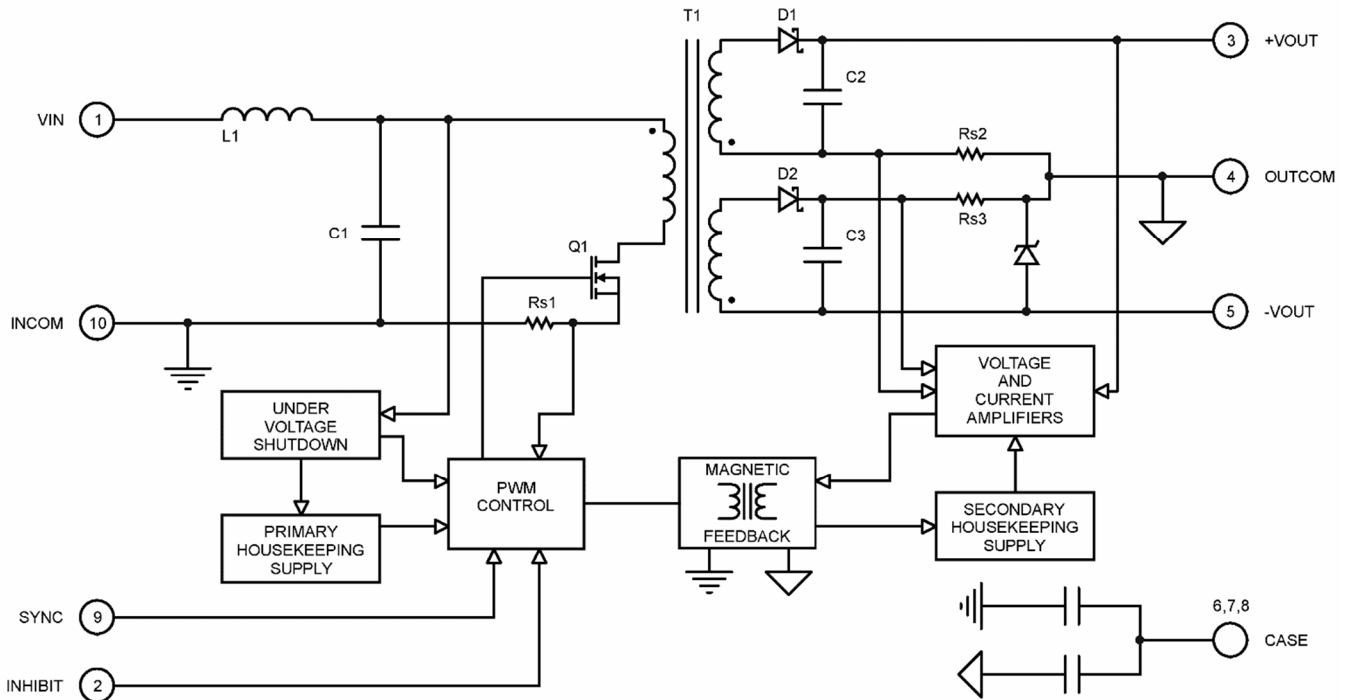 T1
D1
3
+VOUT
C2
VIN
1
L1
Rs2
D2
4
OUTCOM
Rs3
C1
Q1
C3
Rs1
INCOM
10
5
-VOUT
UNDER
VOLTAGE
SHUTDOWN
VOLTAGE
AND
CURRENT
AMPLIFIERS
PWM
CONTROL
MAGNETIC
FEEDBACK
PRIMARY
HOUSEKEEPING
SUPPLY
SECONDARY
HOUSEKEEPING
SUPPLY
SYNC
9
6,7,8
CASE
INHIBIT
2